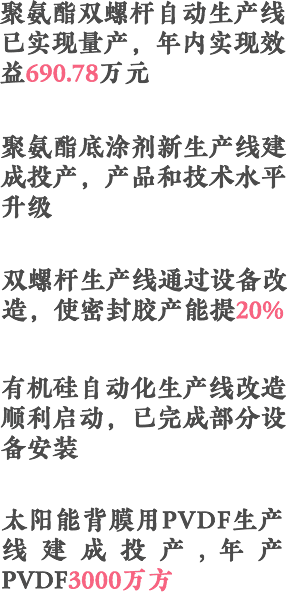 聚氨酯双螺杆自动生产线
已实现量产，年内实现效
益690.78万元
聚氨酯底涂剂新生产线建
成投产，产品和技术水平
升级
双螺杆生产线通过设备改
造，使密封胶产能提20%
有机硅自动化生产线改造
顺利启动，已完成部分设
备安装
太阳能背膜用PVDF生产
线建成投产,年产
PVDF3000万方